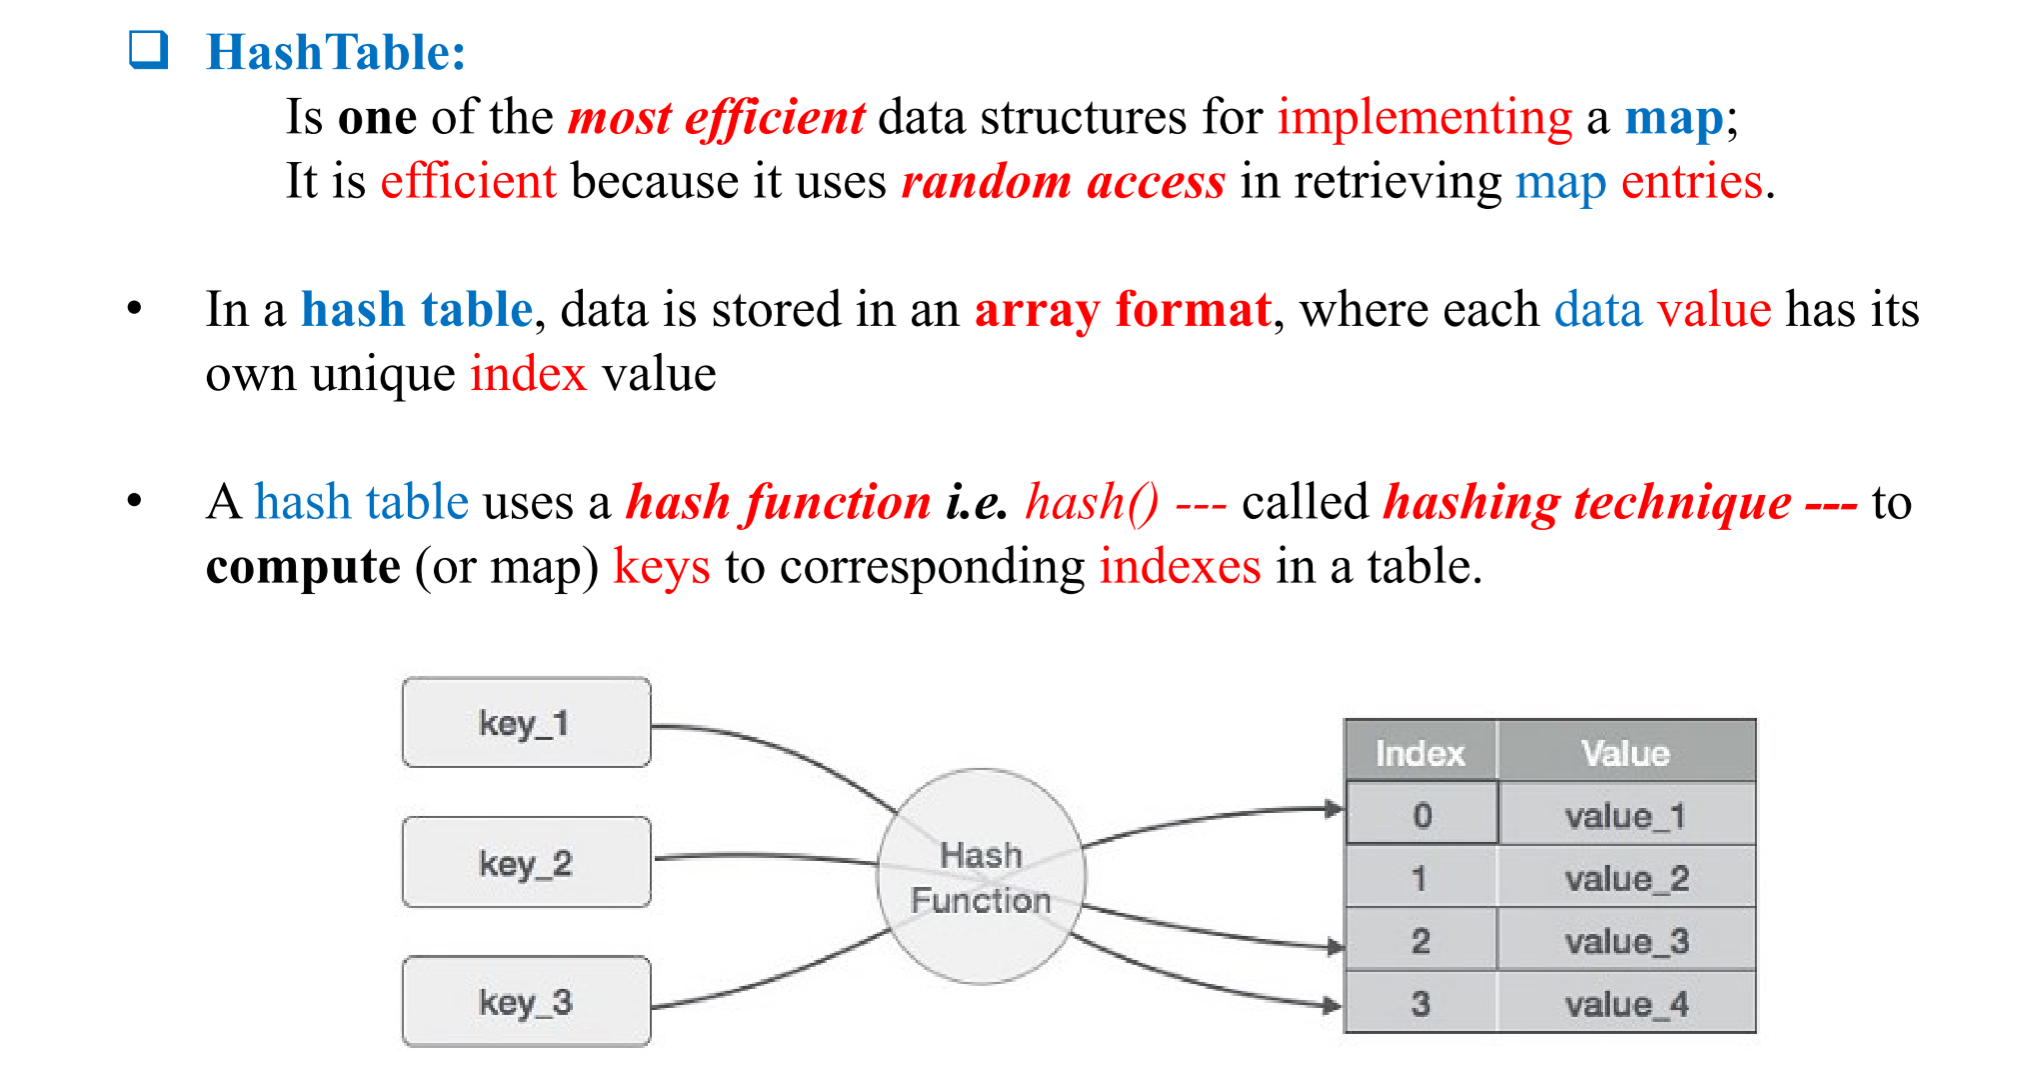 ❑ HashTable:
Is one of the most efficient data structures for implementing a map;
It is efficient because it uses random access in retrieving map entries.
• In a hash table, data is stored in an array format, where each data value has its
own unique index value
• A hash table uses a hash function i.e. hash() --- called hashing technique --- to
compute (or map) keys to corresponding indexes in a table.
key_1
key_2
key_3
Hash
Function
Index Value
0 value_1
1 value_2
2 value_3
3 value_4